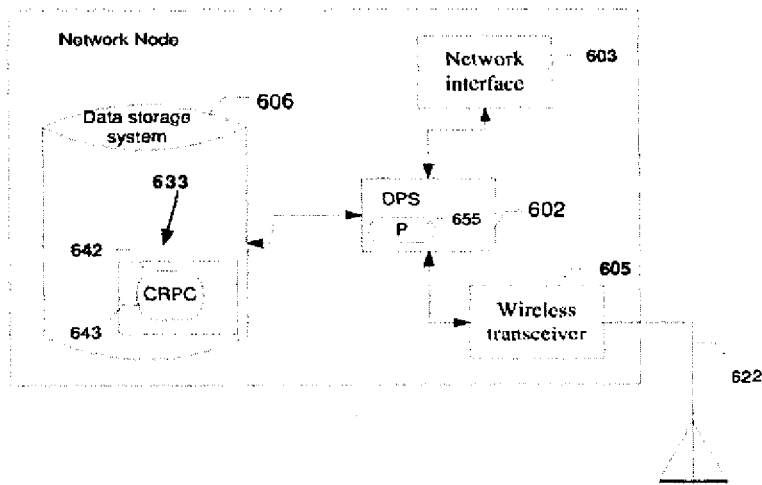 Network Node
Network
interface
603
606
Data storage
system
633
DPS
655
P
602
642
605
CRPC
643
Wireless
transceiver
622